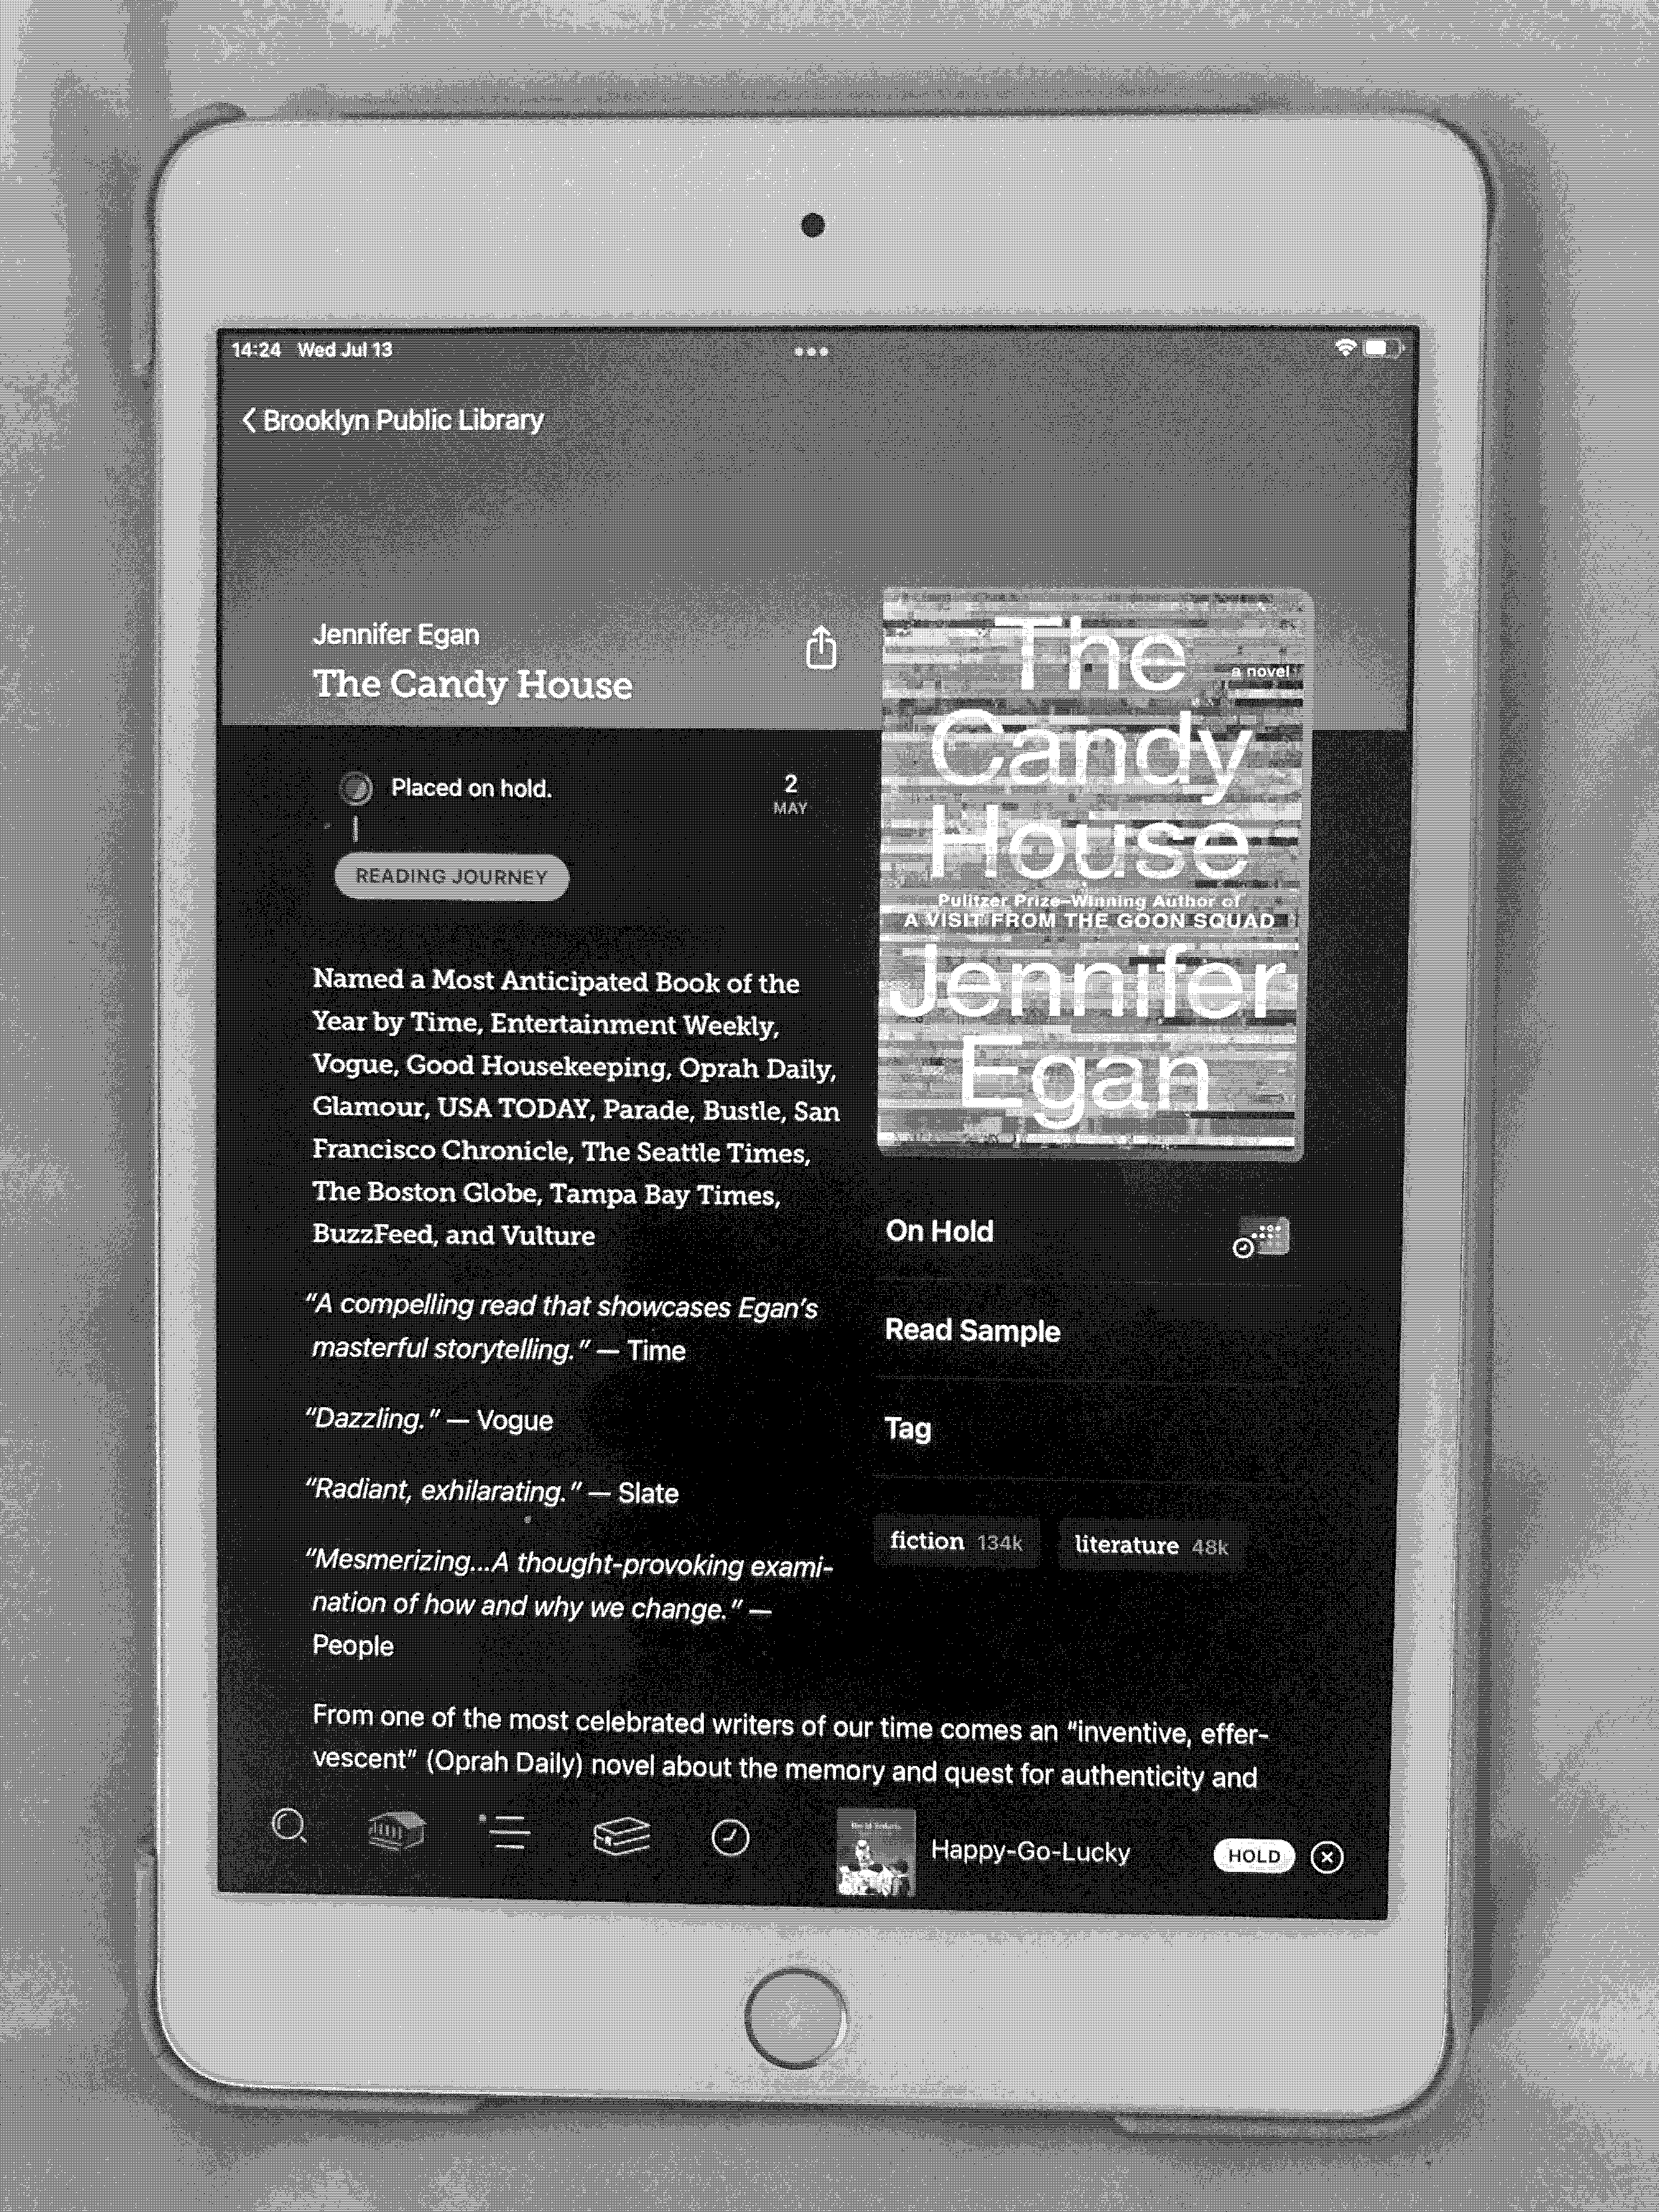 14:24 Wed Jul 13
Brooklyn Public Library
Jennifer Egan
The Candy House
Placed on hold.
2
MAY
READING JOURNEY
Named a Most Anticipated Book of the
Year by Time, Entertainment Weekly,
Vogue, Good Housekeeping, Oprah Daily,
Glamour, USA TODAY, Parade, Bustle, San
Francisco Chronicle, The Seattle Times,
The Boston Globe, Tampa Bay Times,
BuzzFeed, and Vulture
"A compelling read that showcases Egan's
masterful storytelling." — Time
"Dazzling." — Vogue
"Radiant, exhilarating." — Slate
"Mesmerizing...A thought-provoking exami-
nation of how and why we change." —
People
The
a novel
Candy
House
Pulitzer Prize–Winning Author of
A VISIT FROM THE GOON SQUAD
Jennifer
Egan
On Hold
Read Sample
Tag
fiction 134k
literature 48k
From one of the most celebrated writers of our time comes an "inventive, effer-
vescent" (Oprah Daily) novel about the memory and quest for authenticity and
Happy-Go-Lucky
HOLD